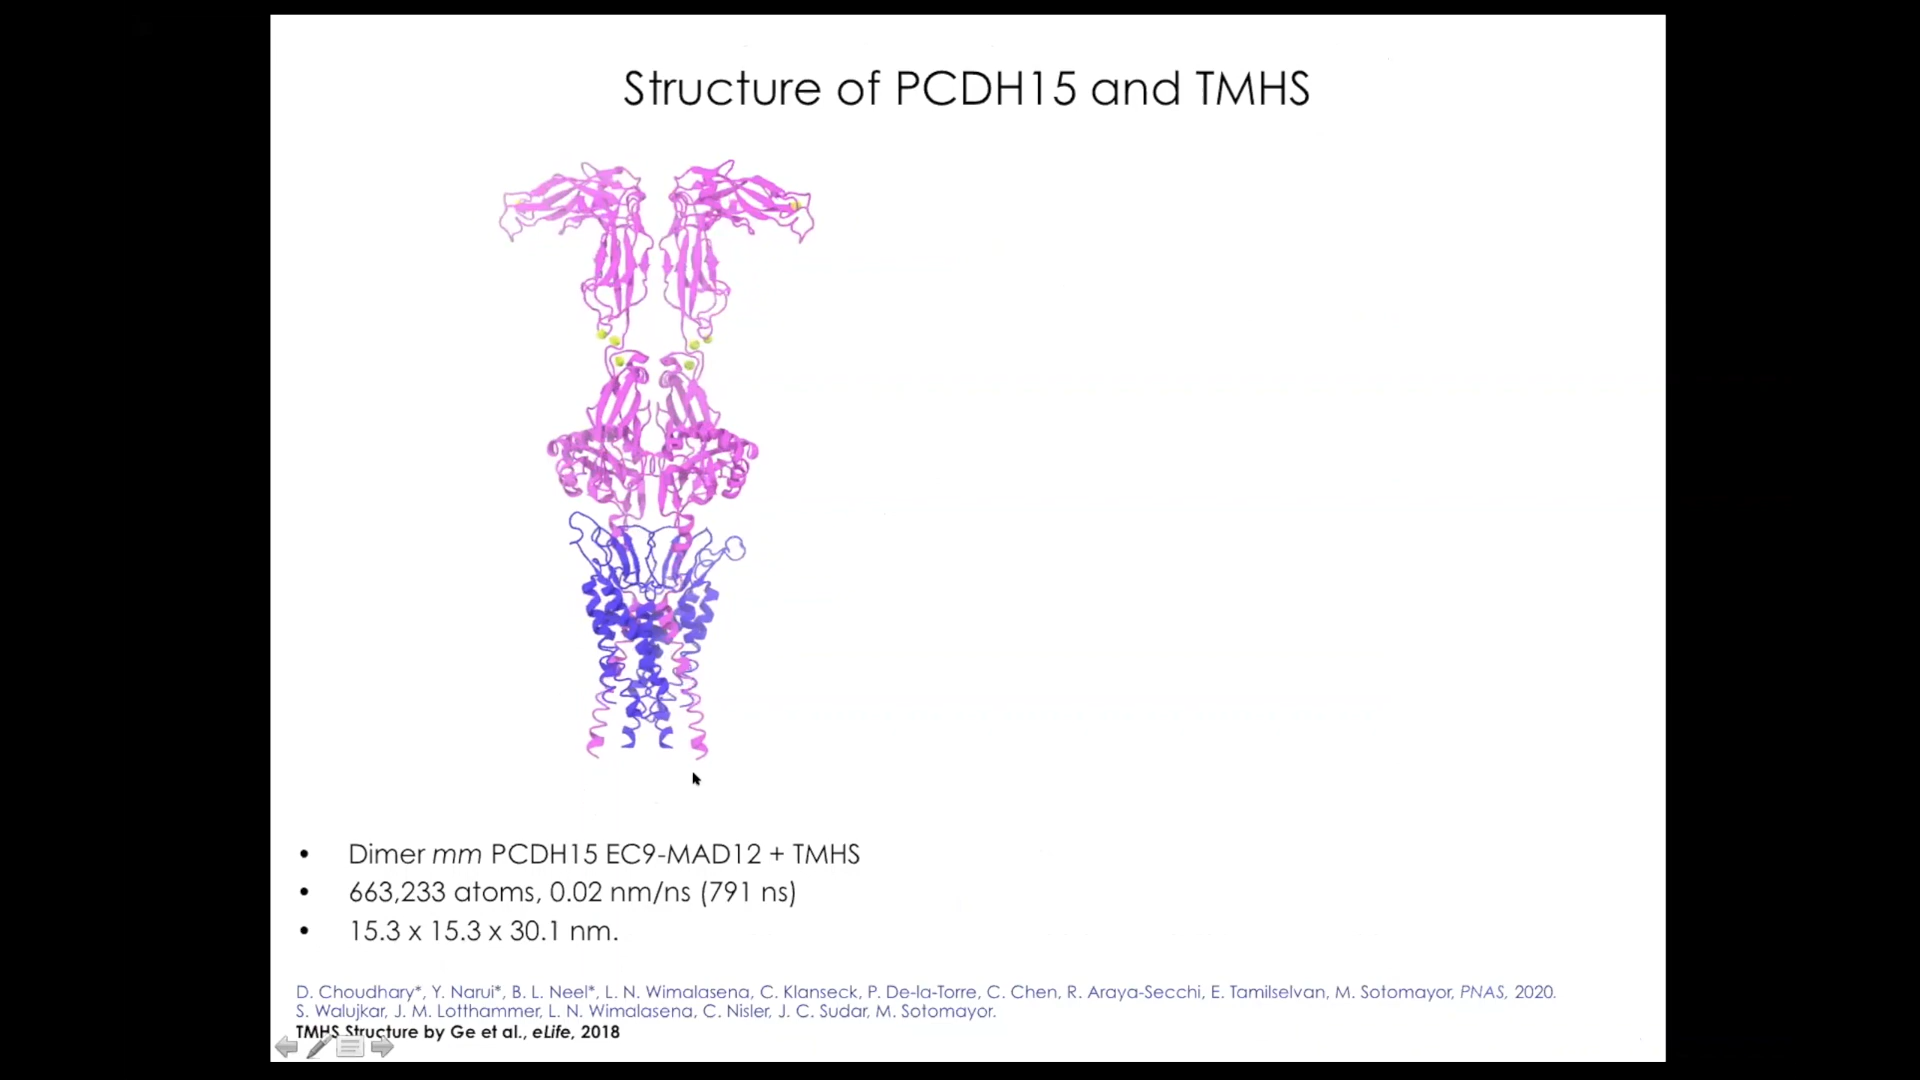 Structure of PCDH15 and TMHS
• Dimer mm PCDH15 EC9-MAD12 + TMHS
• 663,233 atoms, 0.02 nm/ns (791 ns)
• 15.3 x 15.3 x 30.1 nm.
D. Choudhary*, Y. Narui*, B. L. Neel*, L. N. Wimalasena, C. Klanseck, P. De-la-Torre, C. Chen, R. Araya-Secchi, E. Tamilselvan, M. Sotomayor, PNAS, 2020.
S. Walujkar, J. M. Lotthammer, L. N. Wimalasena, C. Nisler, J. C. Sudar, M. Sotomayor.
TMHS Structure by Ge et al., eLife, 2018